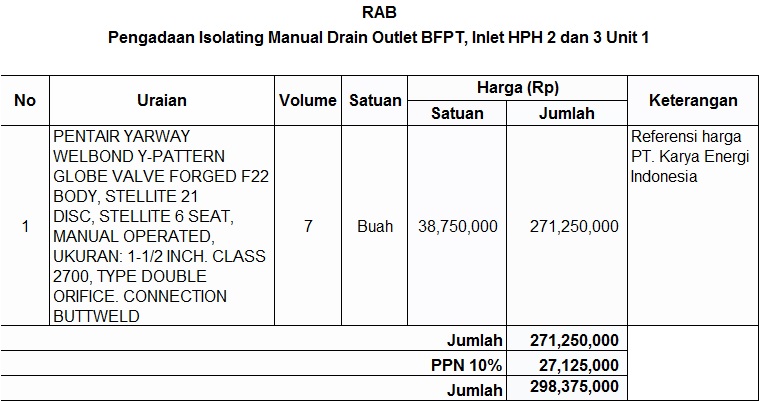 RAB
Pengadaan Isolating Manual Drain Outlet BFPT, Inlet HPH 2 dan 3 Unit 1
No Uraian Volume Satuan Harga (Rp) Keterangan
Satuan Jumlah
1
PENTAIR YARWAY
WELBOND Y-PATTERN
GLOBE VALVE FORGED F22
BODY, STELLITE 21
DISC, STELLITE 6 SEAT,
MANUAL OPERATED,
UKURAN: 1-1/2 INCH. CLASS
2700, TYPE DOUBLE
ORIFICE. CONNECTION
BUTTWELD
7 Buah 38,750,000 271,250,000
Referensi harga
PT. Karya Energi
Indonesia
Jumlah 271,250,000
PPN 10% 27,125,000
Jumlah 298,375,000